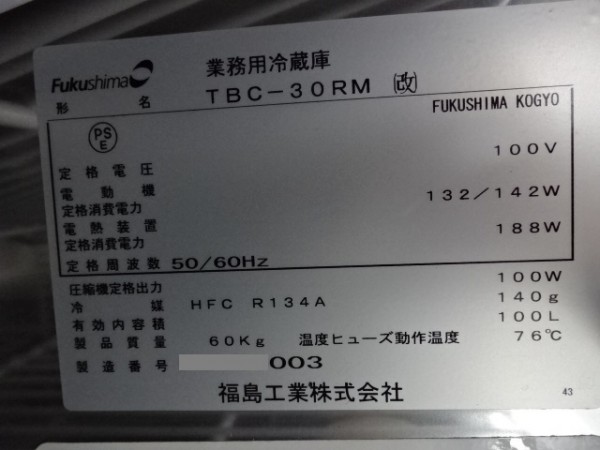 Fukushima
業務用冷蔵庫
形名 TBC-30RM (改)
FUKUSHIMA KOGYO
PS
E
定格電圧 100V
電動機
定格消費電力 132/142W
電熱装置
定格消費電力 188W
定格周波数 50/60Hz
圧縮機定格出力 100W
冷媒 HFC R134A 140g
有効内容積 100L
製品質量 60Kg 温度ヒューズ動作温度 76℃
製造番号 003
福島工業株式会社
43